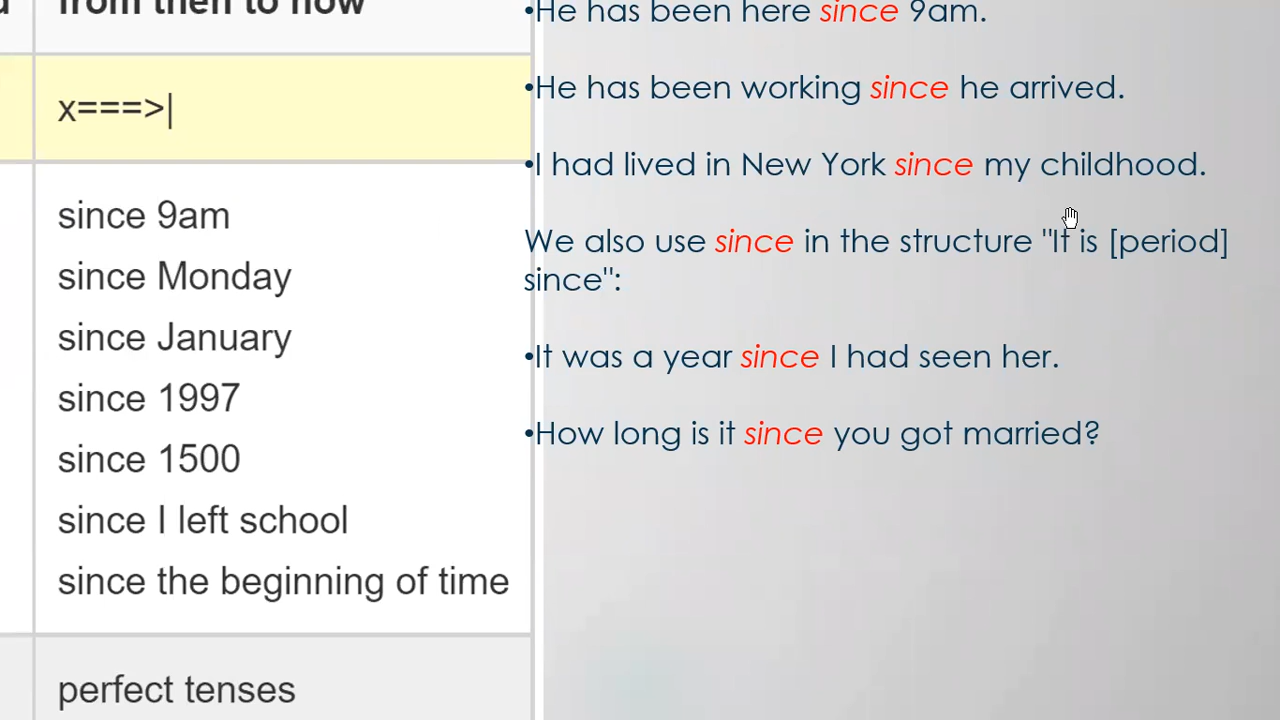 from then to now
x===>|
since 9am
since Monday
since January
since 1997
since 1500
since I left school
since the beginning of time
perfect tenses
•He has been here since 9am.
•He has been working since he arrived.
•I had lived in New York since my childhood.
We also use since in the structure "It is [period]
since":
•It was a year since I had seen her.
•How long is it since you got married?